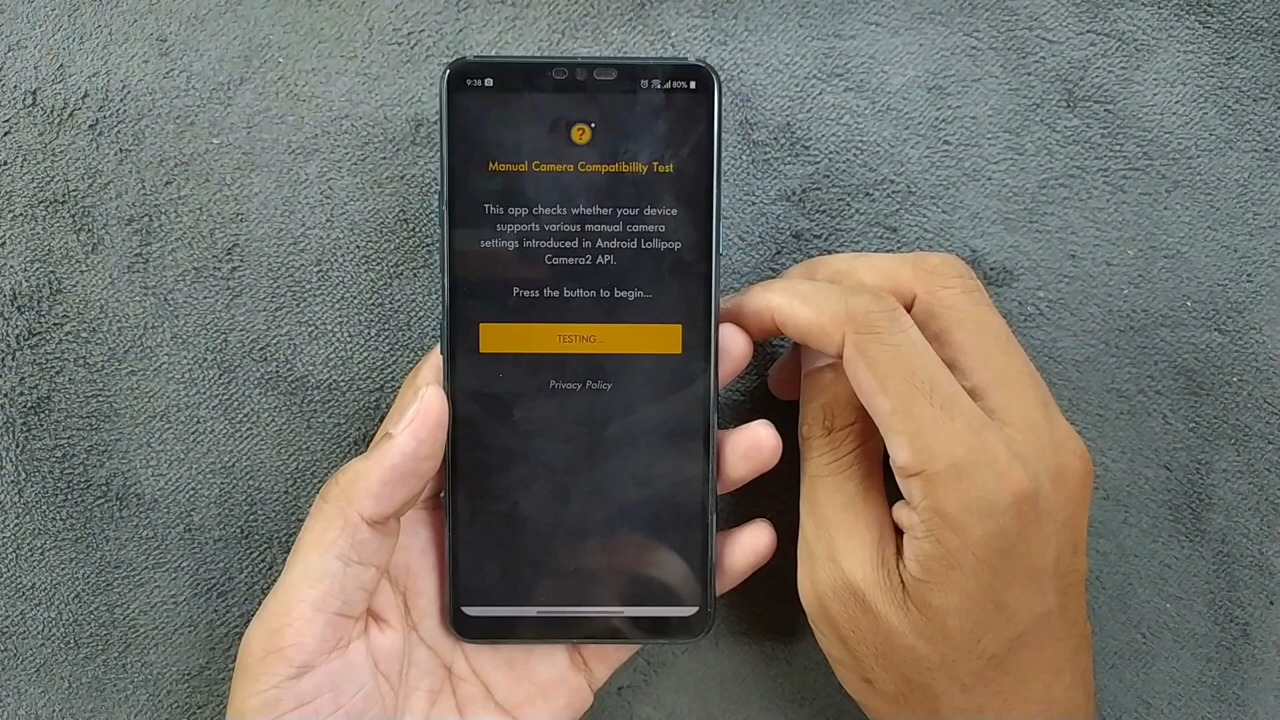 9:38
80%
?
Manual Camera Compatibility Test
This app checks whether your device
supports various manual camera
settings introduced in Android Lollipop
Camera2 API.
Press the button to begin...
TESTING...
Privacy Policy